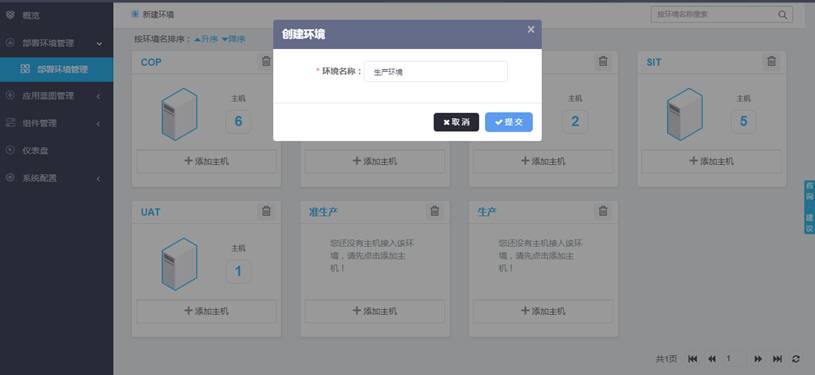 概览
部署环境管理
部署环境管理
应用蓝图管理
组件管理
仪表盘
系统配置
新建环境
按环境名称搜索
按环境名排序：升序 降序
创建环境
×
* 环境名称：
生产环境
取消
提交
COP
主机
6
添加主机
添加主机
2
添加主机
SIT
主机
5
添加主机
UAT
主机
1
添加主机
准生产
您还没有主机接入该环
境，请先点击添加主
机！
添加主机
生产
您还没有主机接入该环
境，请先点击添加主
机！
添加主机
咨询·建议
共1页
1